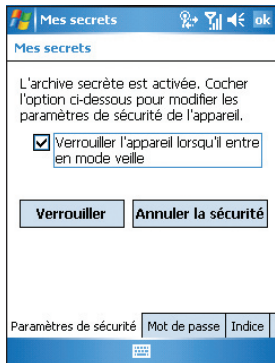 Mes secrets
ok
Mes secrets
L'archive secrète est activée. Cocher
l'option ci-dessous pour modifier les
paramètres de sécurité de l'appareil.
Verrouiller l'appareil lorsqu'il entre
en mode veille
Verrouiller
Annuler la sécurité
Paramètres de sécurité
Mot de passe
Indice